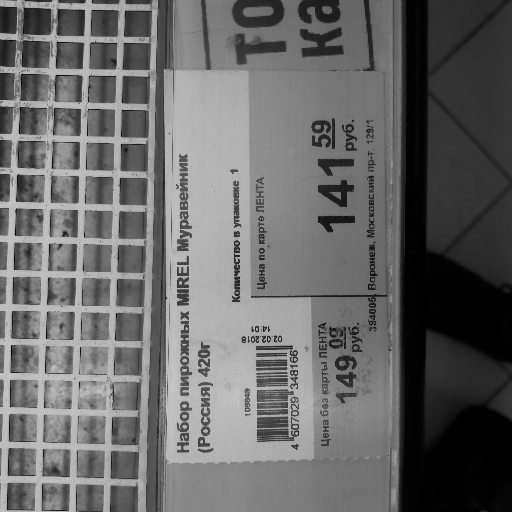 то
ка
Набор пирожных MIREL Муравейник
(Россия) 420г
Количество в упаковке 1
Цена по карте ЛЕНТА
141 59
руб.
394006, Воронеж, Московский пр-т, 129/1
02.02.2018
14:01
109849
4 607029 348166
Цена без карты ЛЕНТА
149 09
руб.